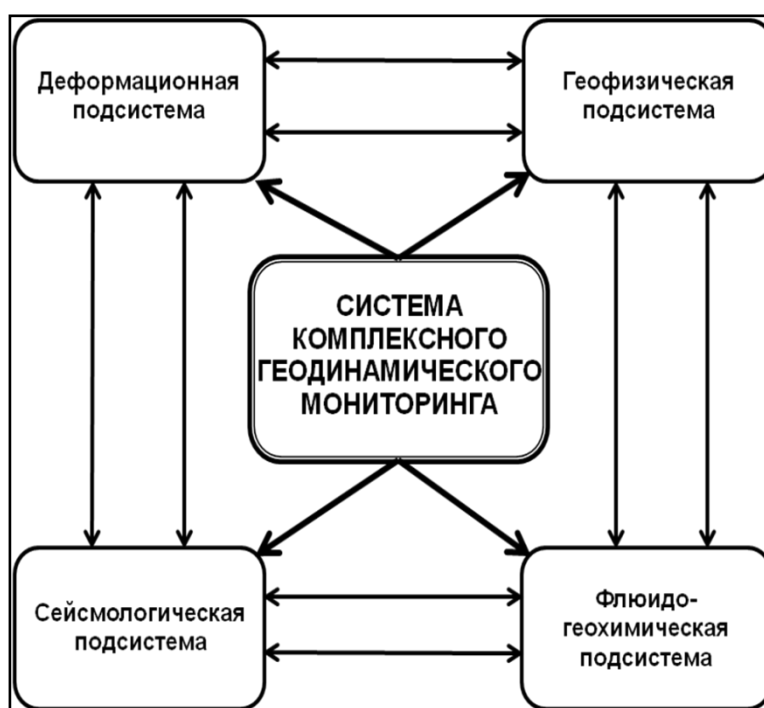 Деформационная
подсистема
Геофизическая
подсистема
СИСТЕМА
КОМПЛЕКСНОГО
ГЕОДИНАМИЧЕСКОГО
МОНИТОРИНГА
Сейсмологическая
подсистема
Флюидо-
геохимическая
подсистема